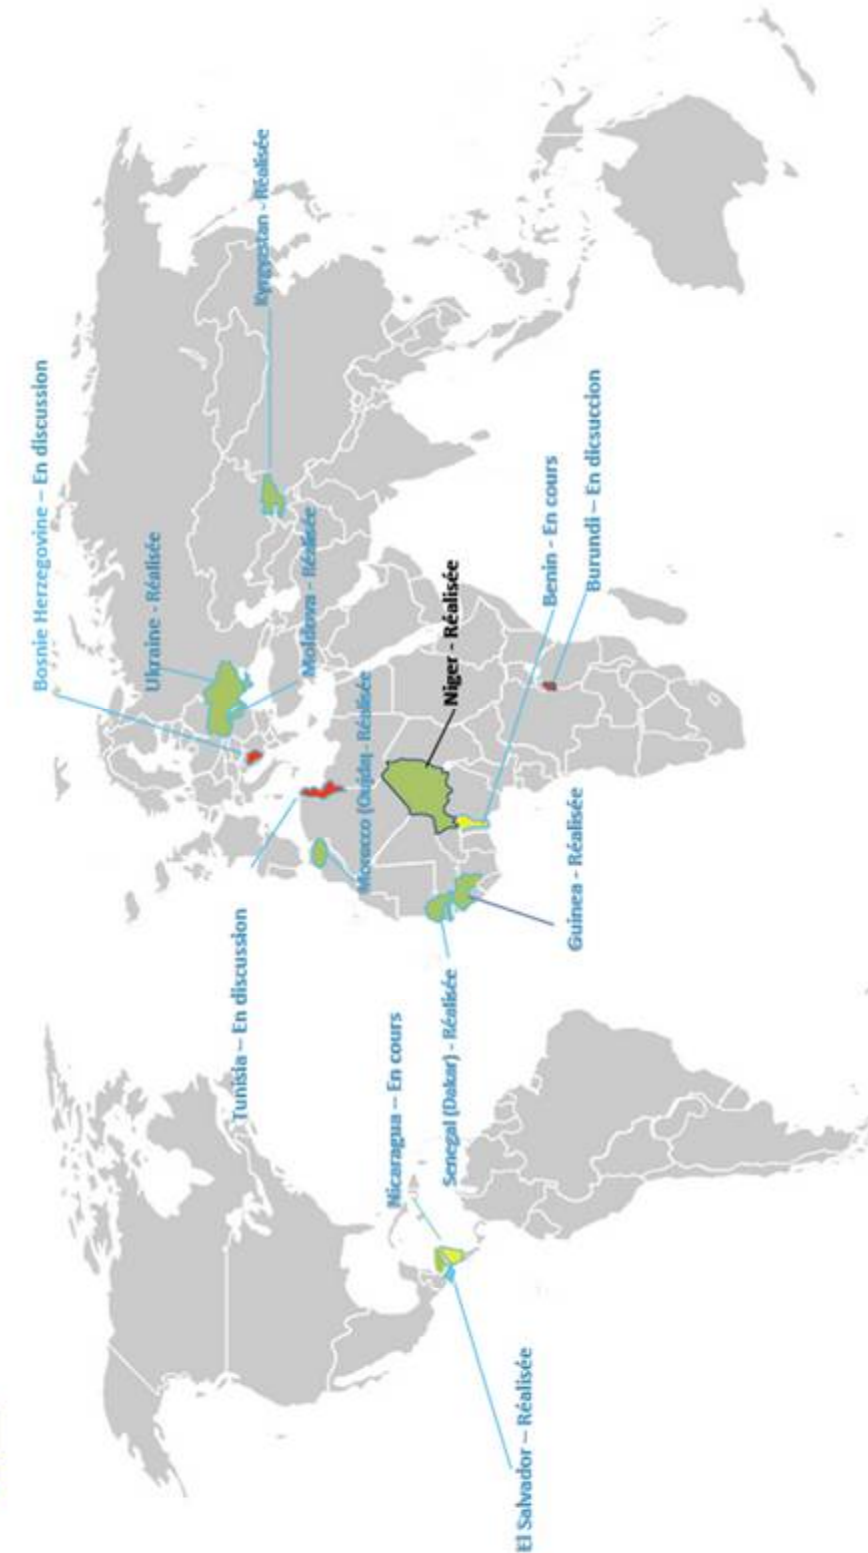 Bosnie Herzegovine – En discussion
Ukraine - Réalisée
Kyrgystan - Réalisée
Moldova - Réalisée
Tunisia – En discussion
Morocco (Oujda) - Réalisée
Niger - Réalisée
Nicaragua – En cours
Senegal (Dakar) - Réalisée
Benin - En cours
Burundi – En dicsuccion
Guinea - Réalisée
El Salvador – Réalisée